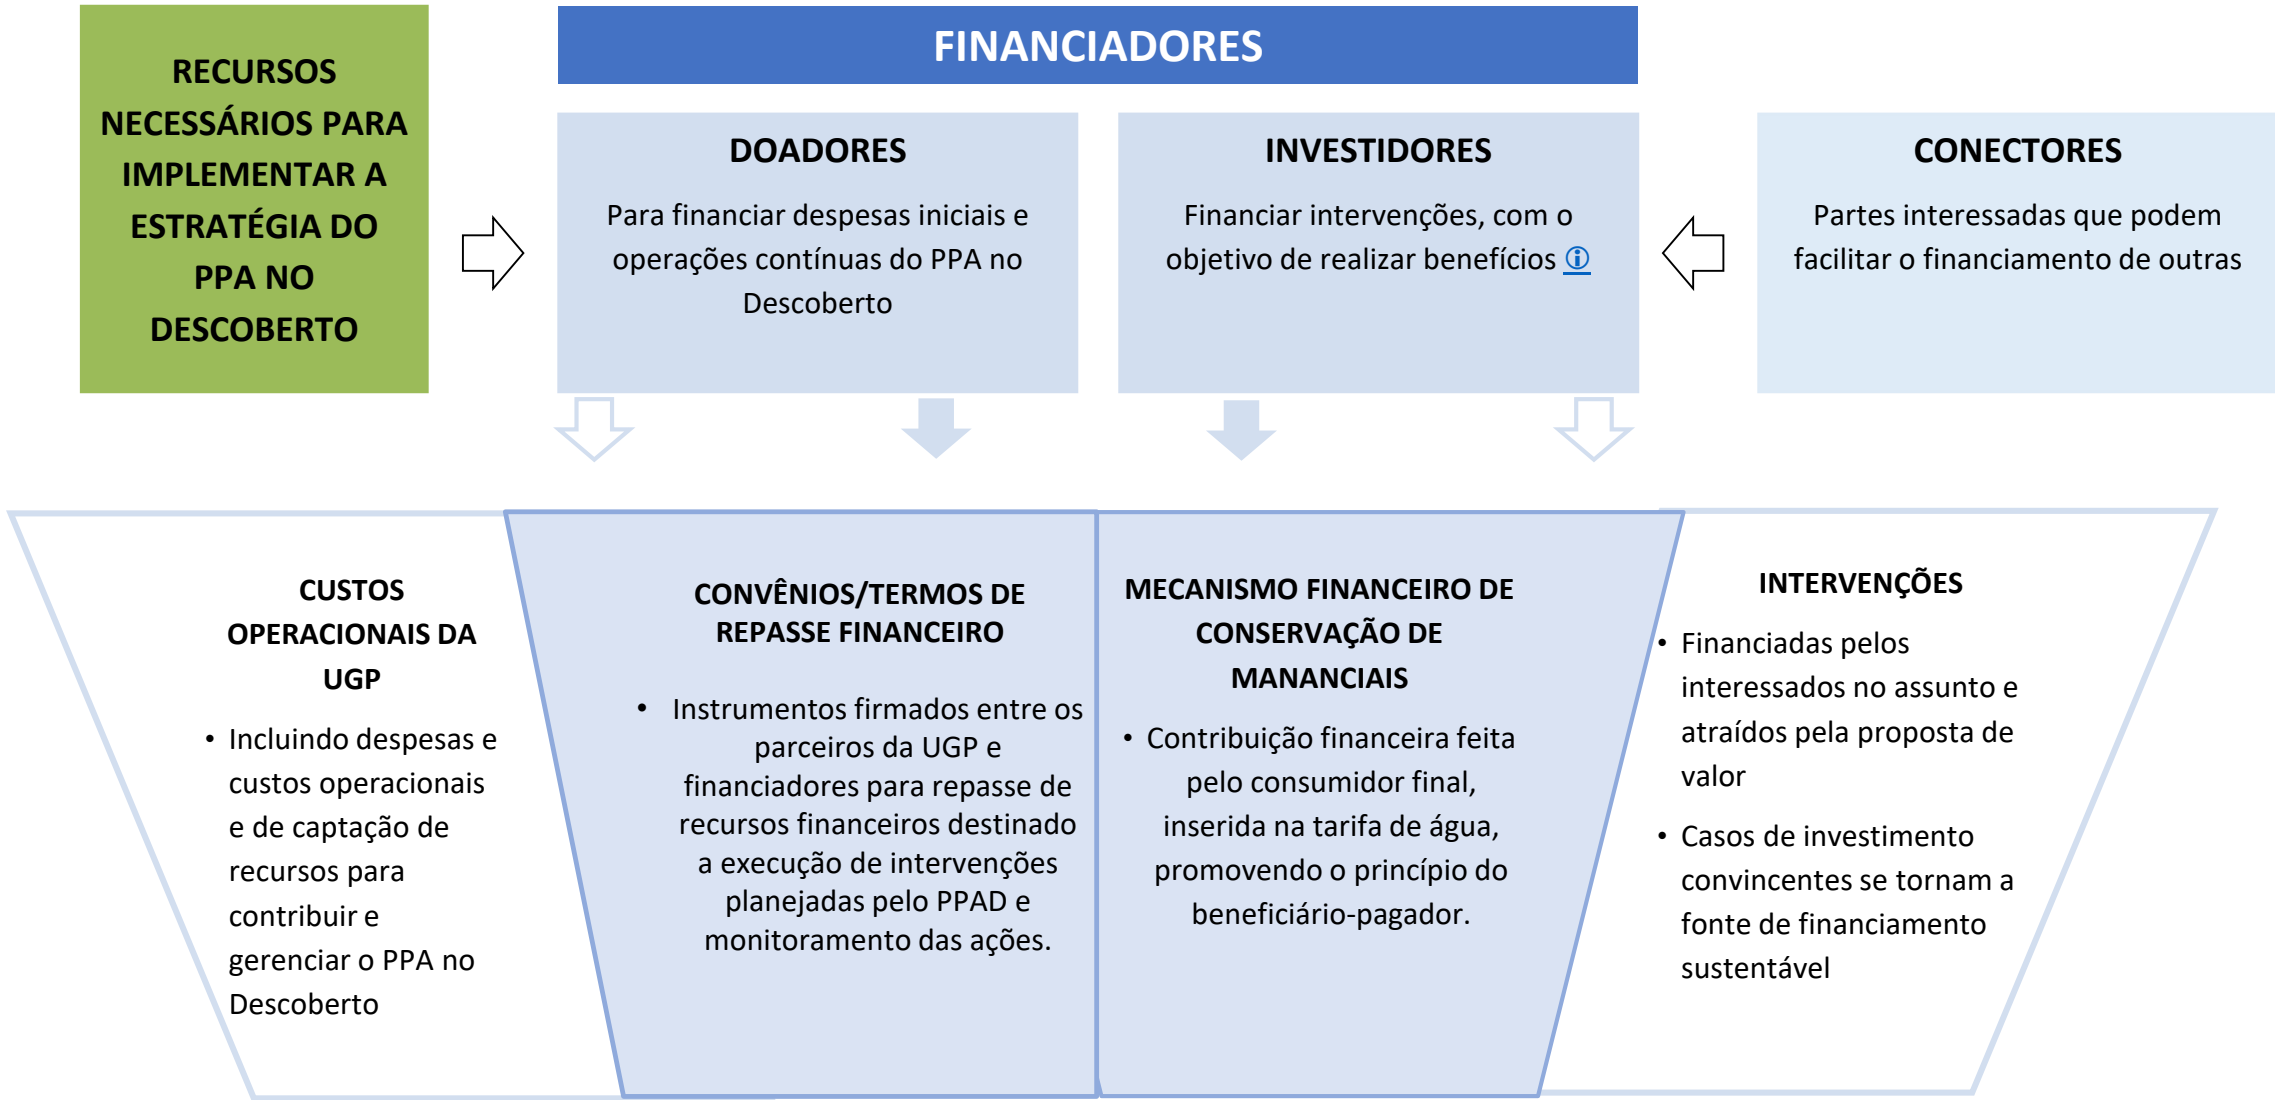 RECURSOS
NECESSÁRIOS PARA
IMPLEMENTAR A
ESTRATÉGIA DO
PPA NO
DESCOBERTO
FINANCIADORES
DOADORES
Para financiar despesas iniciais e
operações contínuas do PPA no
Descoberto
INVESTIDORES
Financiar intervenções, com o
objetivo de realizar benefícios ⓘ
CONECTORES
Partes interessadas que podem
facilitar o financiamento de outras
CUSTOS
OPERACIONAIS DA
UGP
• Incluindo despesas e
custos operacionais
e de captação de
recursos para
contribuir e
gerenciar o PPA no
Descoberto
CONVÊNIOS/TERMOS DE
REPASSE FINANCEIRO
• Instrumentos firmados entre os
parceiros da UGP e
financiadores para repasse de
recursos financeiros destinado
a execução de intervenções
planejadas pelo PPAD e
monitoramento das ações.
MECANISMO FINANCEIRO DE
CONSERVAÇÃO DE
MANANCIAIS
• Contribuição financeira feita
pelo consumidor final,
inserida na tarifa de água,
promovendo o princípio do
beneficiário-pagador.
INTERVENÇÕES
• Financiadas pelos
interessados no assunto e
atraídos pela proposta de
valor
• Casos de investimento
convincentes se tornam a
fonte de financiamento
sustentável